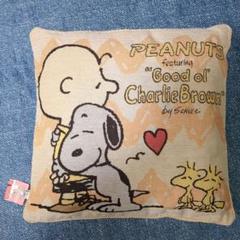 PEANUTS
featuring
"Good ol'
Charlie Brown"
by Schulz